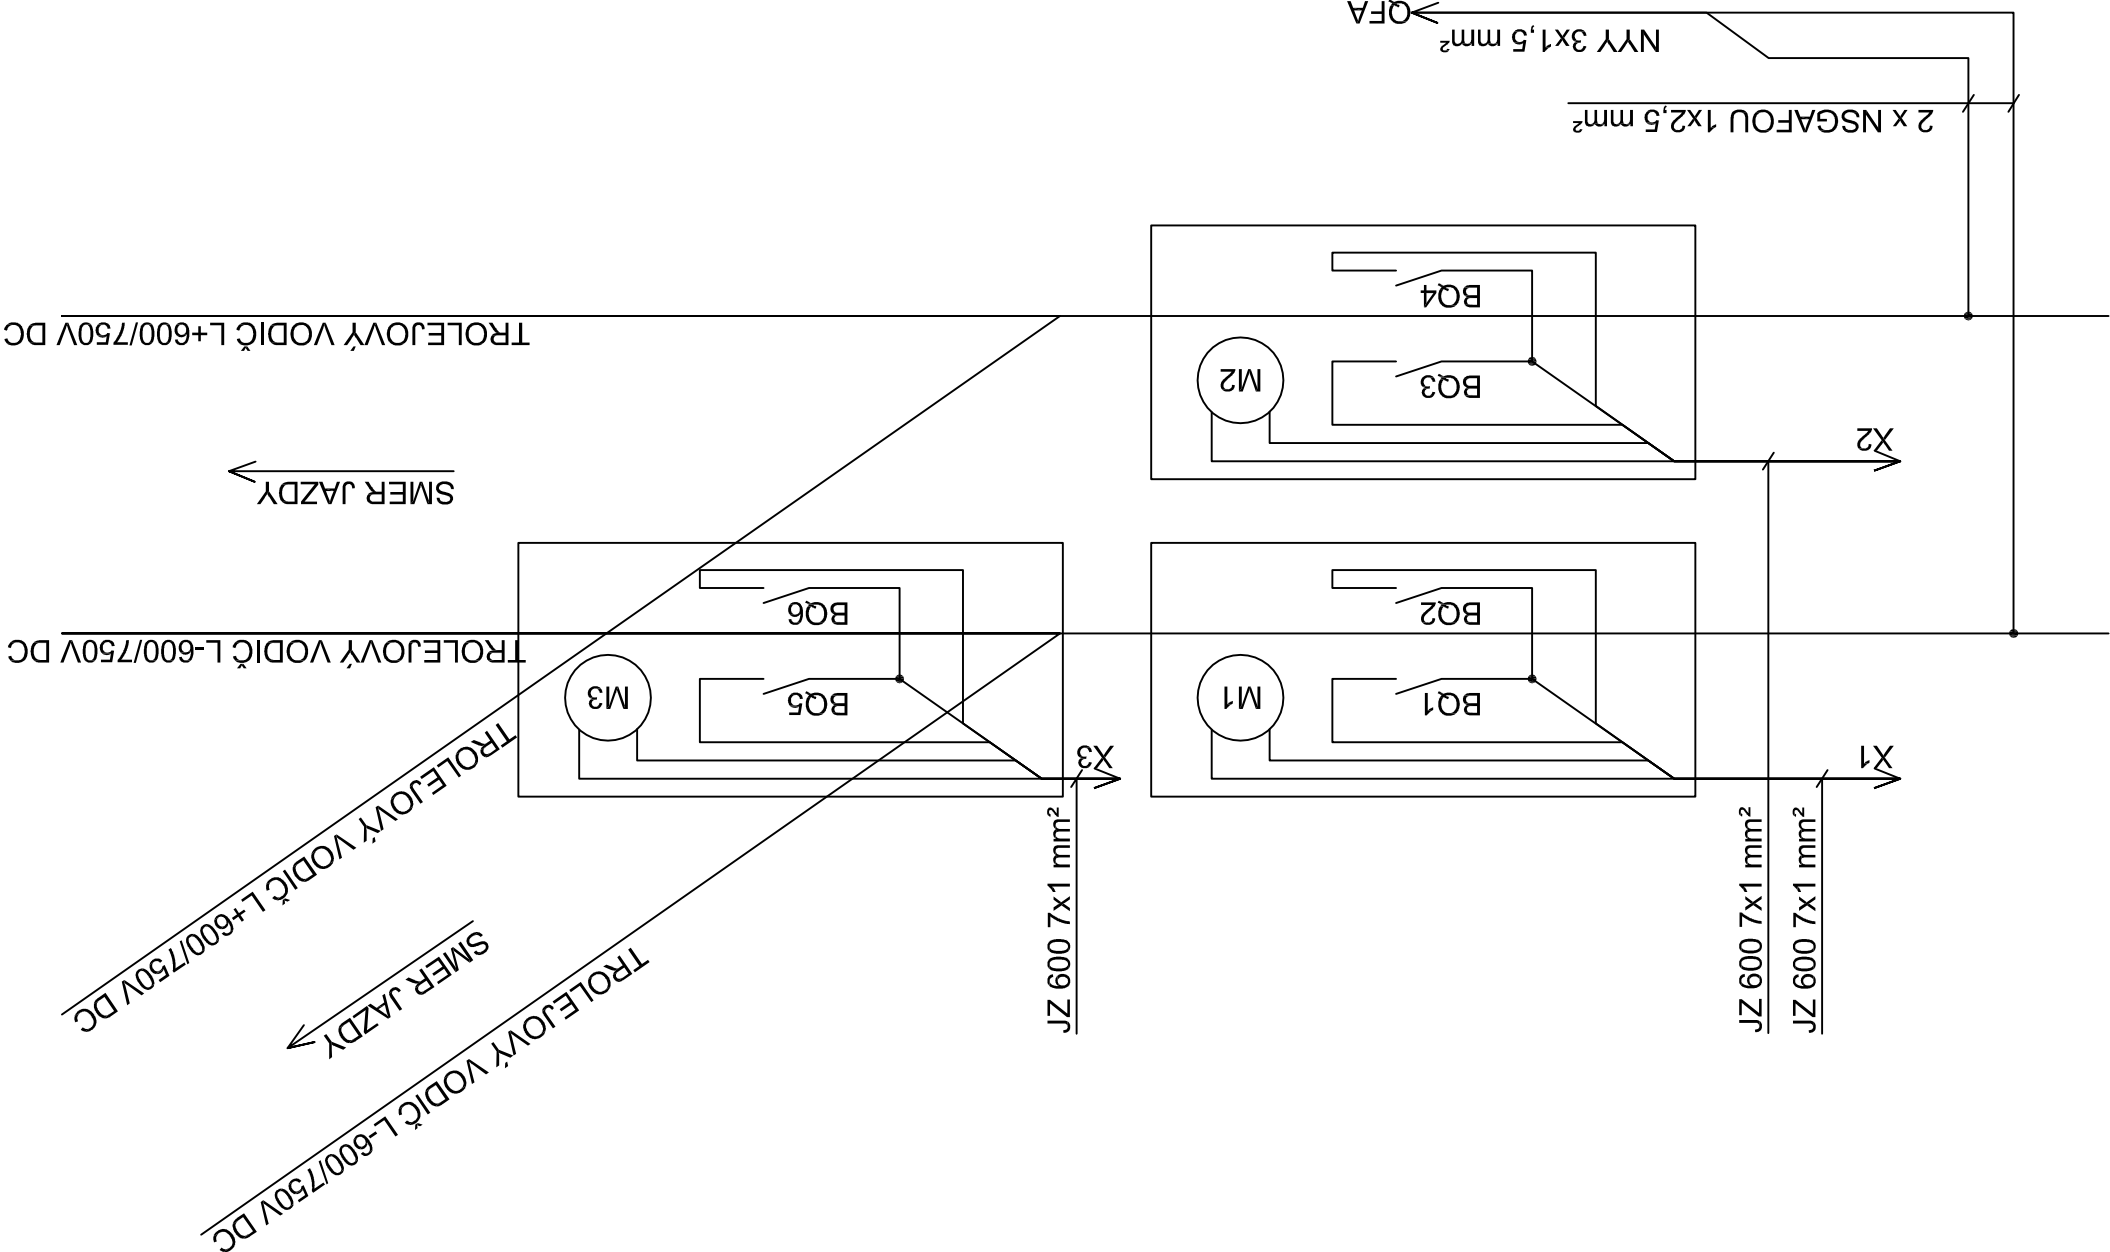 QFA
NYY 3x1,5 mm²
2 x NSGAFOU 1x2,5 mm²
BQ4
TROLEJOVÝ VODIČ L+600/750V DC
M2
BQ3
X2
SMER JAZDY
BQ6
BQ2
TROLEJOVÝ VODIČ L-600/750V DC
M3
BQ5
M1
BQ1
X3
X1
TROLEJOVÝ VODIČ L+600/750V DC
SMER JAZDY
TROLEJOVÝ VODIČ L-600/750V DC
JZ 600 7x1 mm²
JZ 600 7x1 mm²
JZ 600 7x1 mm²